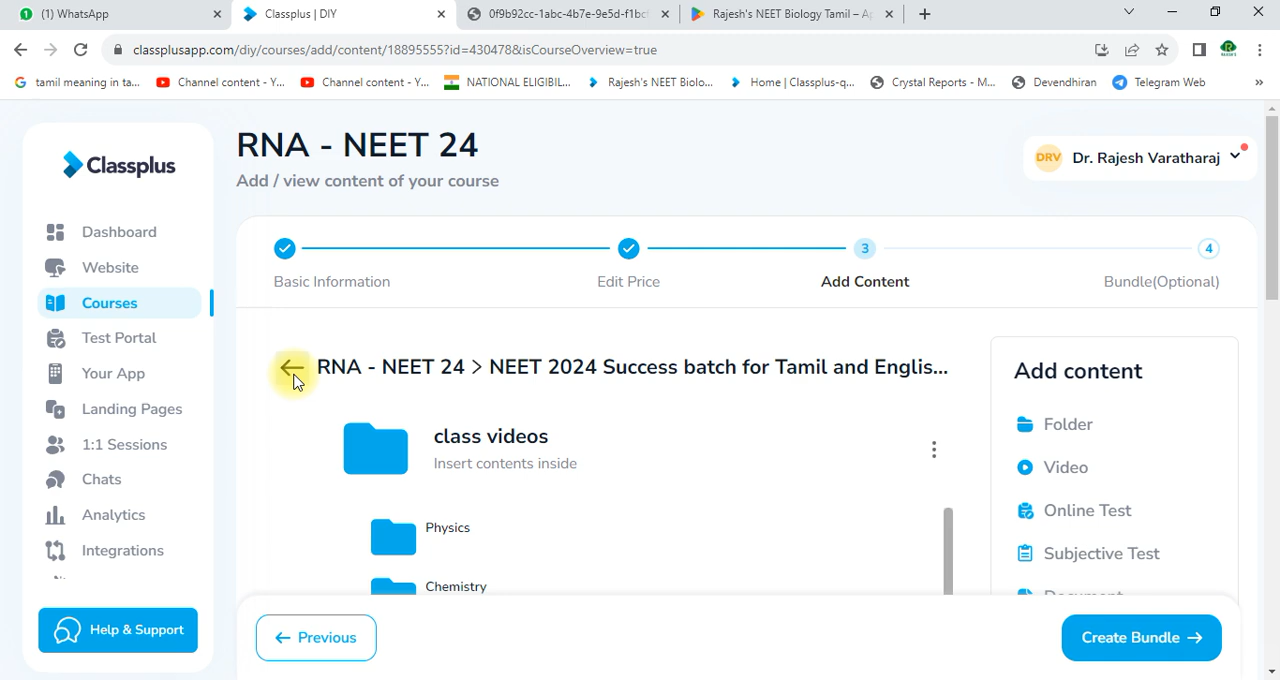 (1) WhatsApp
Classplus | DIY
0f9b92cc-1abc-4b7e-9e5d-f1bcf
Rajesh's NEET Biology Tamil – Ap
classplusapp.com/diy/courses/add/content/18895555?id=430478&isCourseOverview=true
tamil meaning in ta...
Channel content - Y...
Channel content - Y...
NATIONAL ELIGIBIL...
Rajesh's NEET Biolo...
Home | Classplus-q...
Crystal Reports - M...
Devendhiran
Telegram Web
»
Classplus
Dashboard
Website
Courses
Test Portal
Your App
Landing Pages
1:1 Sessions
Chats
Analytics
Integrations
Help & Support
RNA - NEET 24
Add / view content of your course
DRV Dr. Rajesh Varatharaj
3
4
Basic Information
Edit Price
Add Content
Bundle(Optional)
RNA - NEET 24 > NEET 2024 Success batch for Tamil and Englis...
class videos
Insert contents inside
Physics
Chemistry
Add content
Folder
Video
Online Test
Subjective Test
Document
Previous
Create Bundle